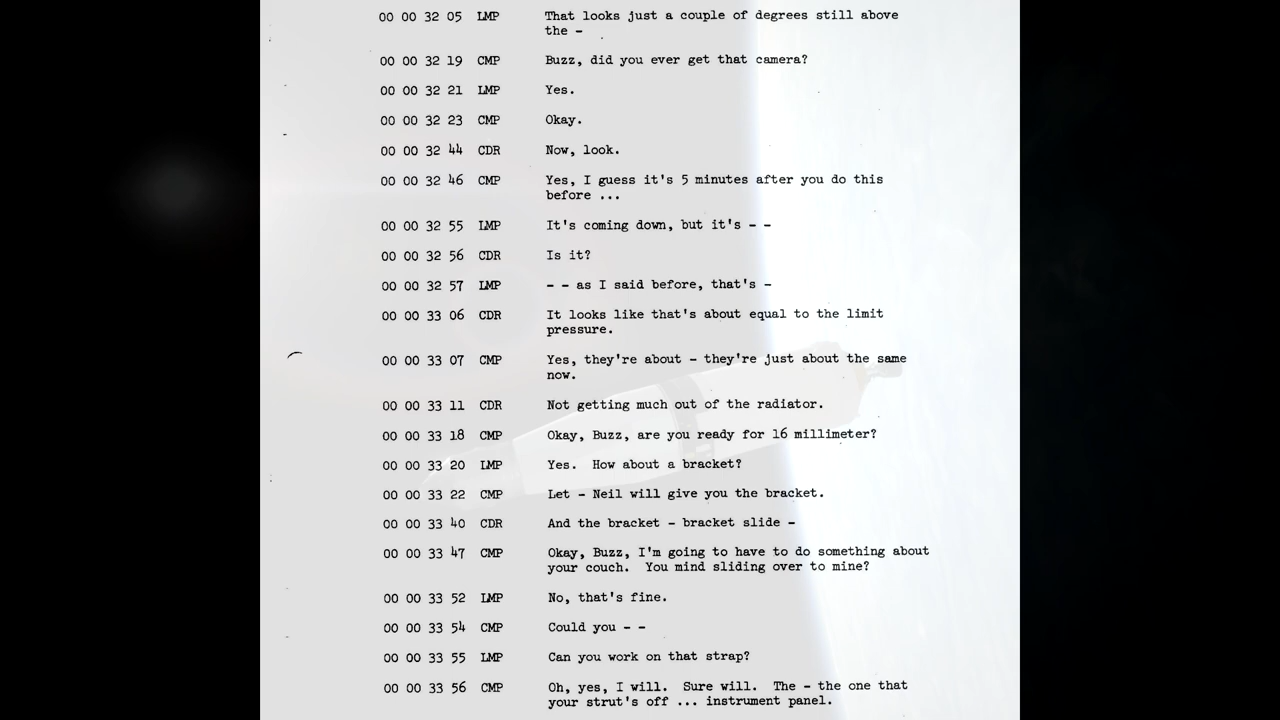 00 00 32 05 LMP That looks just a couple of degrees still above
the -
00 00 32 19 CMP Buzz, did you ever get that camera?
00 00 32 21 LMP Yes.
00 00 32 23 CMP Okay.
00 00 32 44 CDR Now, look.
00 00 32 46 CMP Yes, I guess it's 5 minutes after you do this
before ...
00 00 32 55 LMP It's coming down, but it's - -
00 00 32 56 CDR Is it?
00 00 32 57 LMP - - as I said before, that's -
00 00 33 06 CDR It looks like that's about equal to the limit
pressure.
00 00 33 07 CMP Yes, they're about - they're just about the same
now.
00 00 33 11 CDR Not getting much out of the radiator.
00 00 33 18 CMP Okay, Buzz, are you ready for 16 millimeter?
00 00 33 20 LMP Yes. How about a bracket?
00 00 33 22 CMP Let - Neil will give you the bracket.
00 00 33 40 CDR And the bracket - bracket slide -
00 00 33 47 CMP Okay, Buzz, I'm going to have to do something about
your couch. You mind sliding over to mine?
00 00 33 52 LMP No, that's fine.
00 00 33 54 CMP Could you - -
00 00 33 55 LMP Can you work on that strap?
00 00 33 56 CMP Oh, yes, I will. Sure will. The - the one that
your strut's off ... instrument panel.